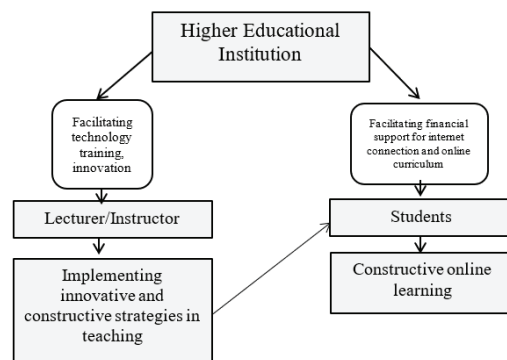 Higher Educational
Institution
Facilitating
technology
training,
innovation
Facilitating financial
support for internet
connection and online
curriculum
Lecturer/Instructor
Students
Implementing
innovative and
constructive strategies in
teaching
Constructive online
learning